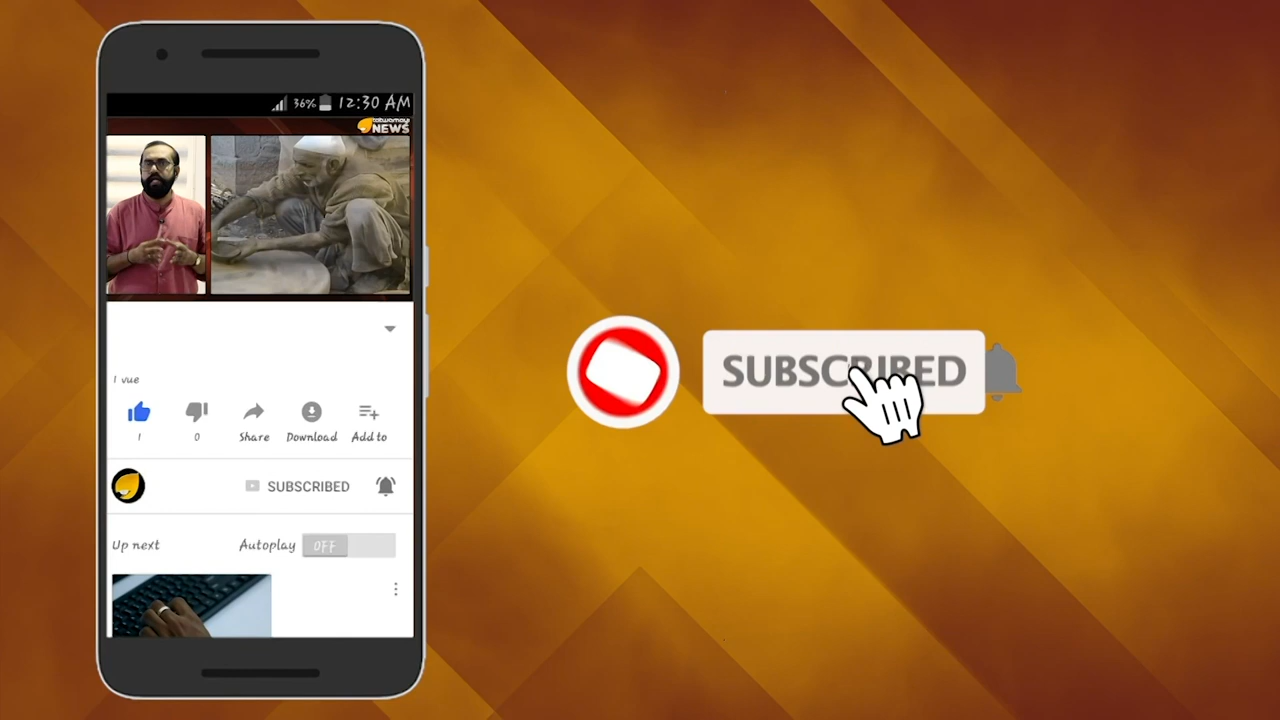 36% 12:30 AM
tatwamayi
NEWS
1 vue
1
0
Share
Download
Add to
SUBSCRIBED
Up next
Autoplay
OFF
SUBSCRIBED